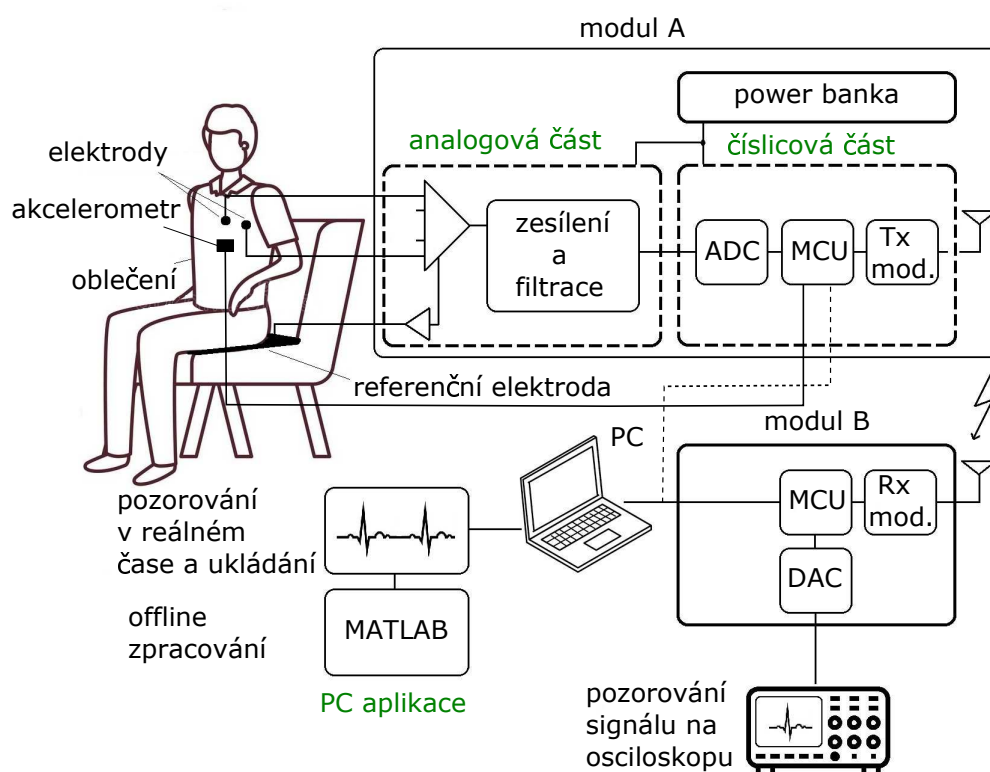 modul A
power banka
analogová část
číslicová část
elektrody
akcelerometr
oblečení
zesílení
a
filtrace
ADC
MCU
Tx
mod.
referenční elektroda
modul B
PC
MCU
Rx
mod.
DAC
pozorování
v reálném
čase a ukládání
offline
zpracování
MATLAB
PC aplikace
pozorování
signálu na
osciloskopu